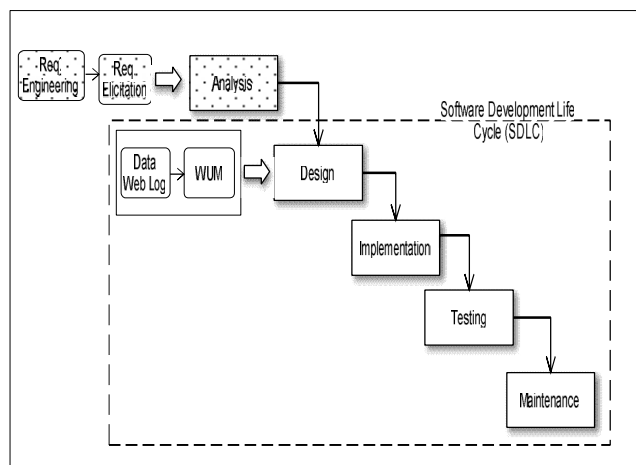 Req.
Engineering
Req.
Elicitation
Analysis
Software Development Life
Cycle (SDLC)
Data
Web Log
WUM
Design
Implementation
Testing
Maintenance